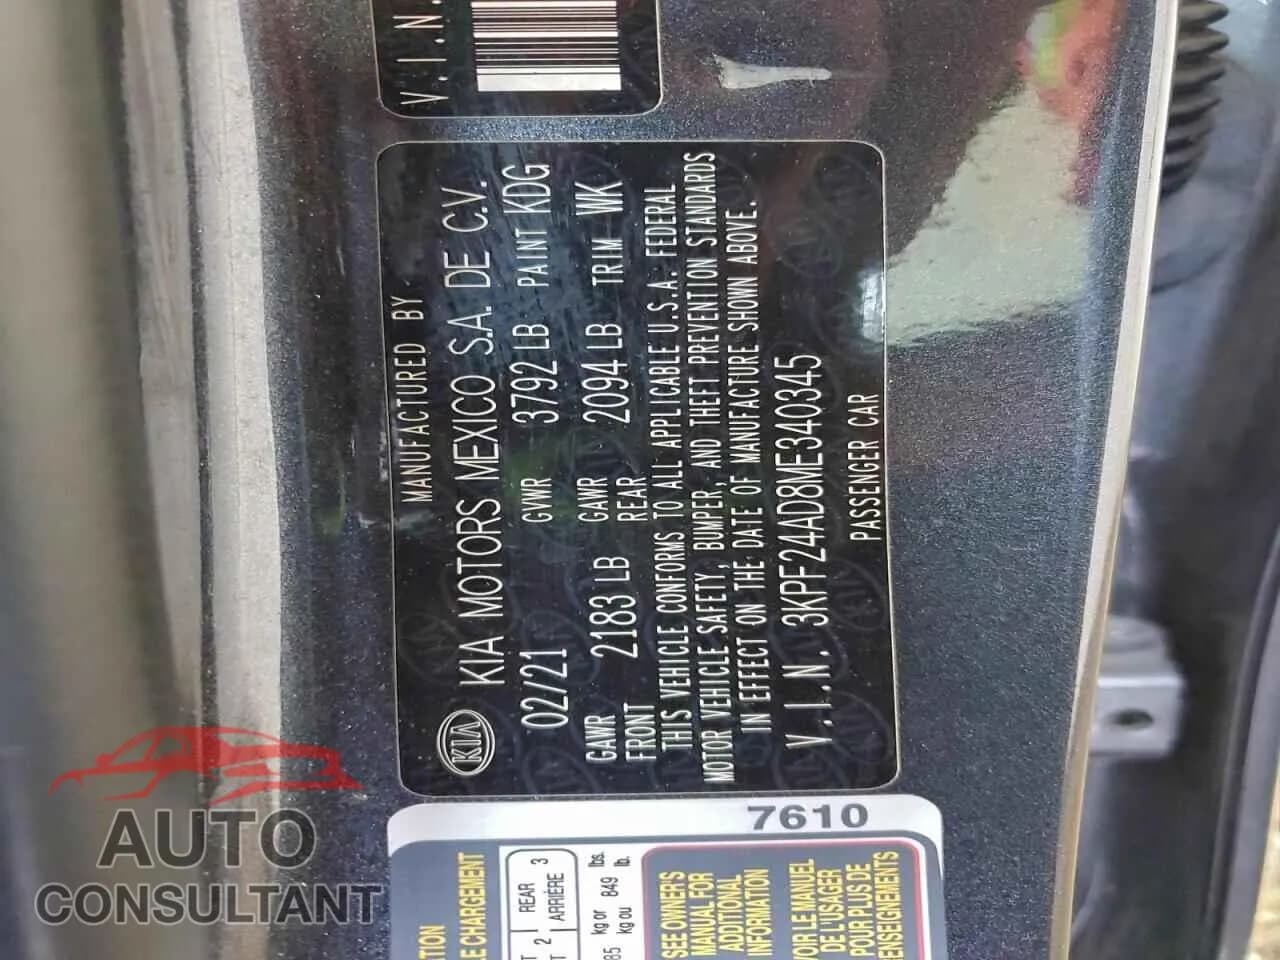 V.I.N.
MANUFACTURED BY
KIA KIA MOTORS MEXICO S.A. DE C.V.
02/21 GVWR 3792 LB PAINT KDG
GAWR FRONT 2183 LB GAWR REAR 2094 LB TRIM WK
THIS VEHICLE CONFORMS TO ALL APPLICABLE U.S.A. FEDERAL
MOTOR VEHICLE SAFETY, BUMPER, AND THEFT PREVENTION STANDARDS
IN EFFECT ON THE DATE OF MANUFACTURE SHOWN ABOVE.
V.I.N. 3KPF24AD8ME340345
PASSENGER CAR
7610
E CHARGEMENT
2 REAR 3
ARRIÈRE
kg or 849 lbs.
kg ou lb.
SEE OWNER'S
MANUAL FOR
ADDITIONAL
INFORMATION
VOIR LE MANUEL
DE L'USAGER
POUR PLUS DE
ENSEIGNEMENTS
AUTO
CONSULTANT